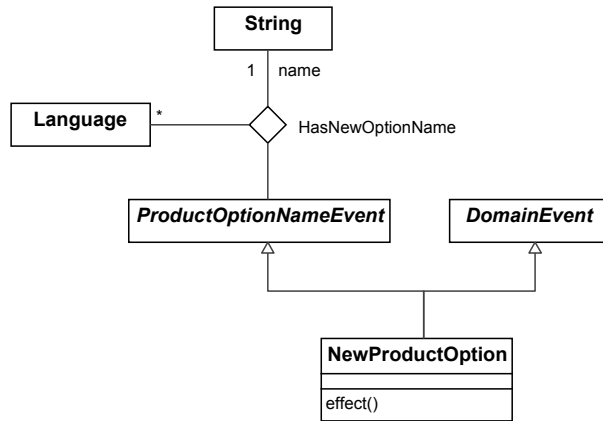 String
1 name
Language
*
HasNewOptionName
ProductOptionNameEvent
DomainEvent
NewProductOption
effect()